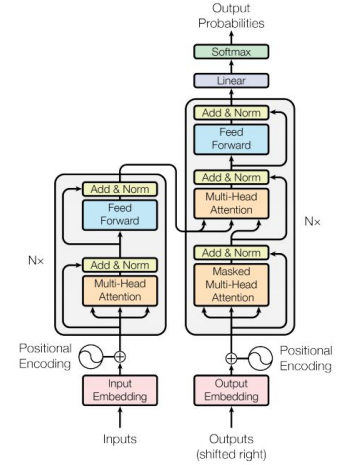 Output
Probabilities
Softmax
Linear
Add & Norm
Feed
Forward
Add & Norm
Multi-Head
Attention
Add & Norm
Masked
Multi-Head
Attention
N×
Add & Norm
Feed
Forward
Add & Norm
Multi-Head
Attention
N×
Positional
Encoding
Positional
Encoding
Input
Embedding
Output
Embedding
Inputs
Outputs
(shifted right)